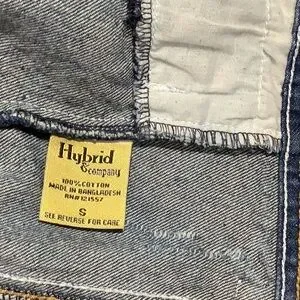 Hybrid
& company
100% COTTON
MADE IN BANGLADESH
RN#121557
S
SEE REVERSE FOR CARE